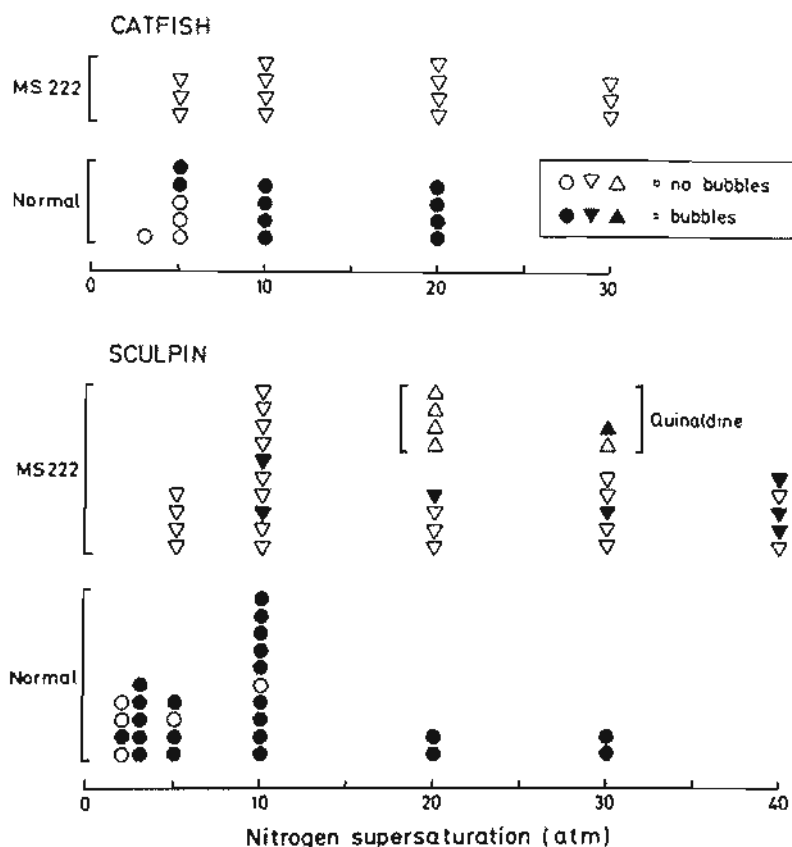 CATFISH
MS 222
Normal
○ ▽ △ = no bubbles
● ▼ ▲ = bubbles
0 10 20 30
SCULPIN
Quinaldine
MS 222
Normal
0 10 20 30 40
Nitrogen supersaturation (atm)